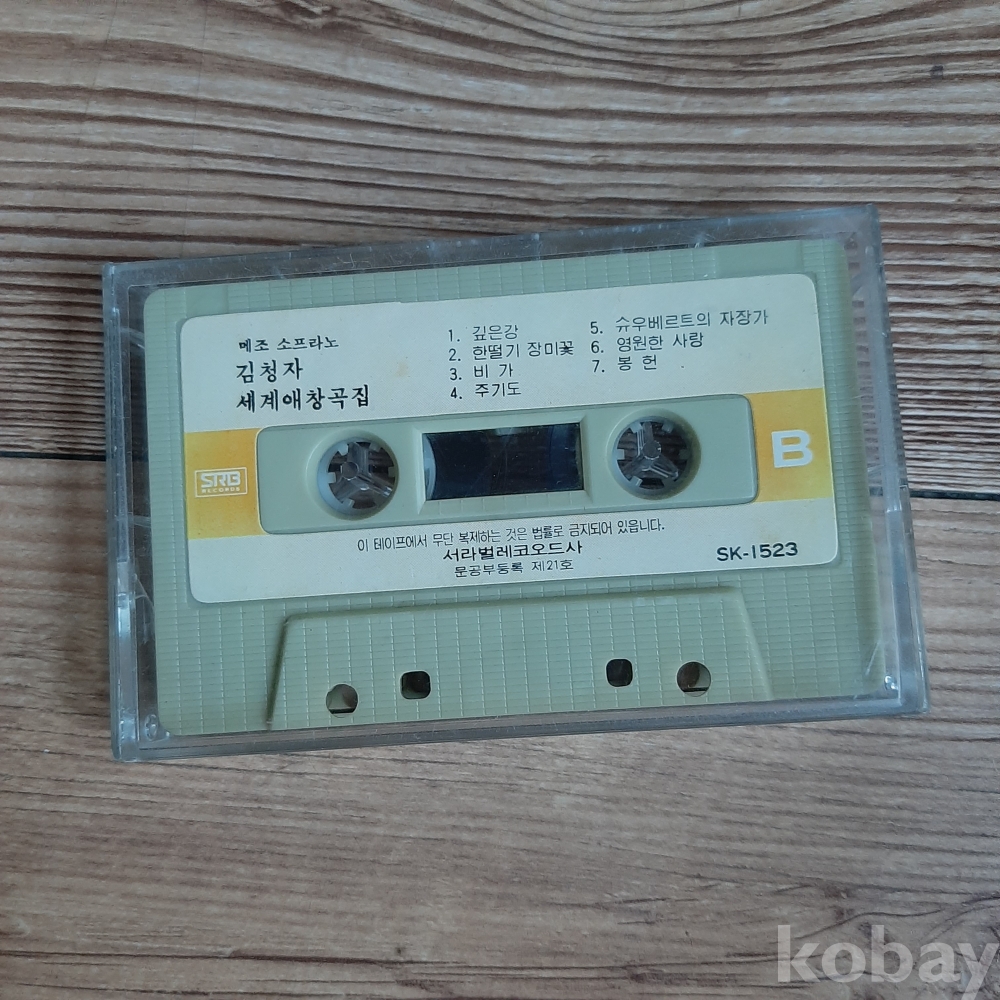 메조 소프라노
김청자
세계애창곡집
1. 깊은강
2. 한떨기 장미꽃
3. 비 가
4. 주기도
5. 슈우베르트의 자장가
6. 영원한 사랑
7. 봉 헌
SRB
RECORDS
B
이 테이프에서 무단 복제하는 것은 법률로 금지되어 있읍니다.
서라벌레코오드사
문공부등록 제21호
SK-1523
kobay